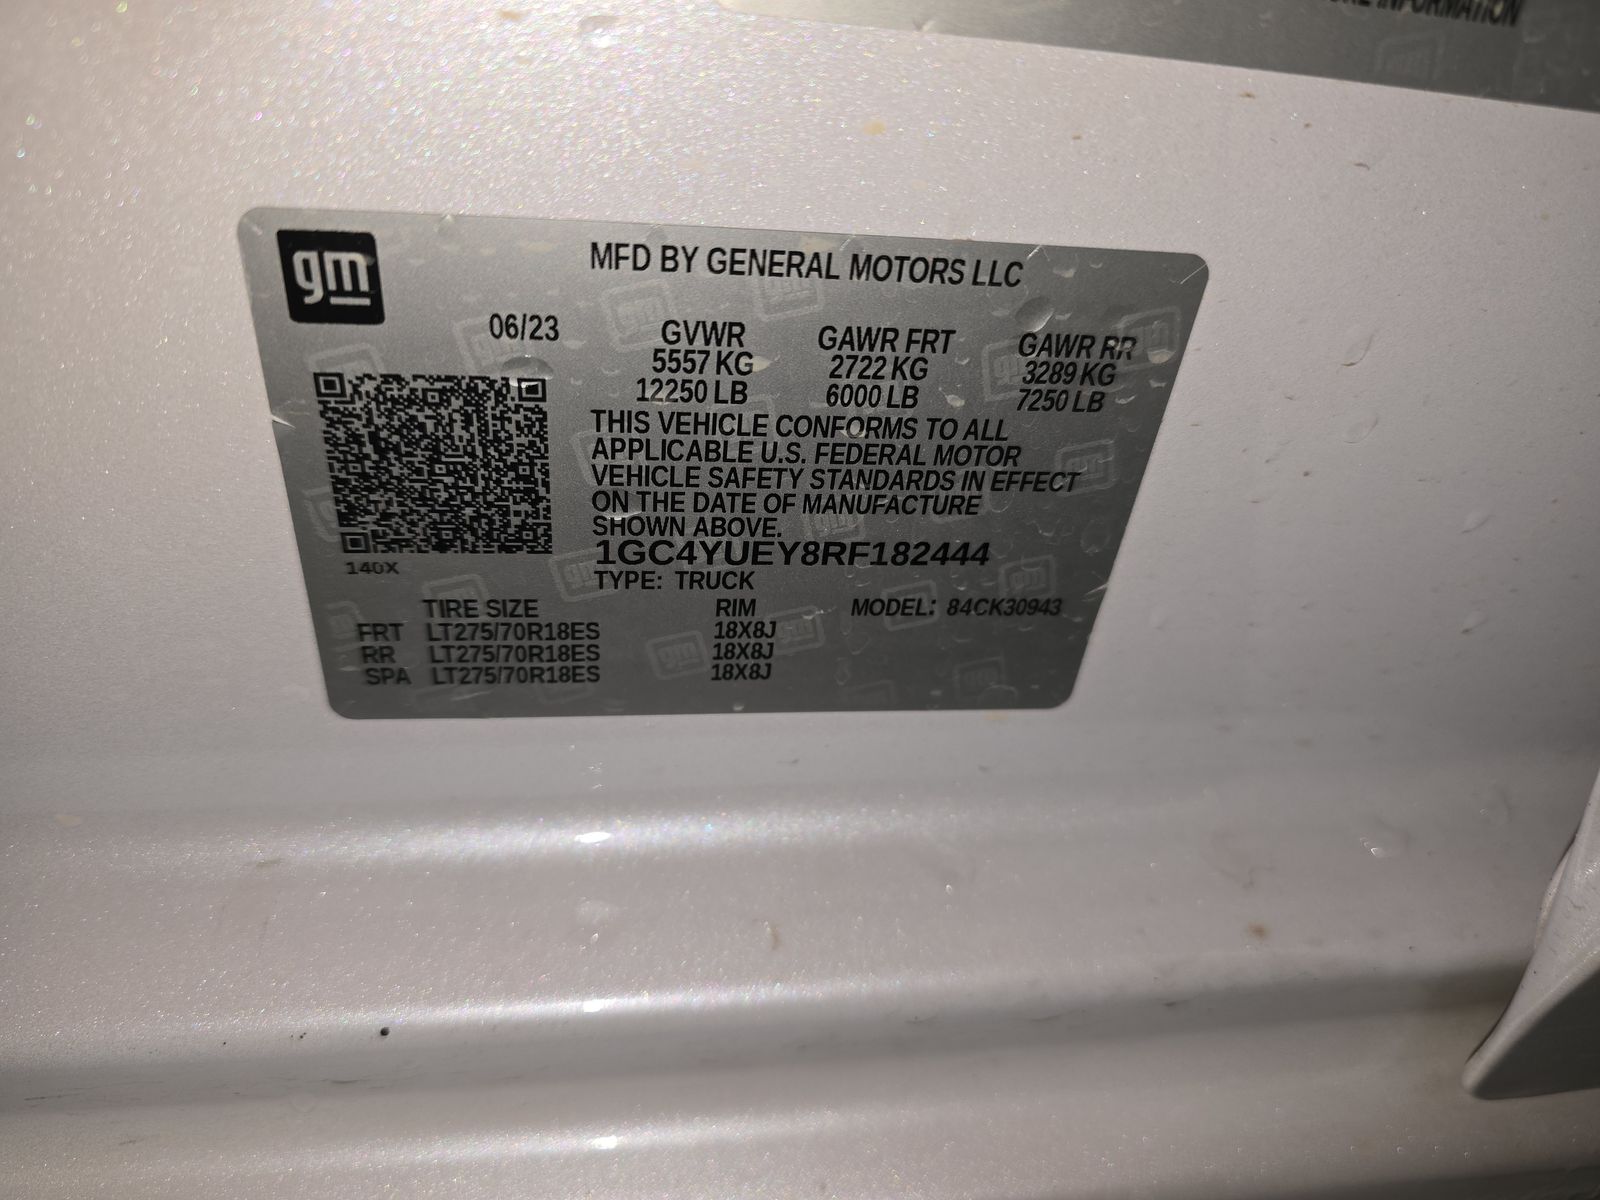 INFORMATION
gm
MFD BY GENERAL MOTORS LLC
06/23
GVWR GAWR FRT GAWR RR
5557 KG 2722 KG 3289 KG
12250 LB 6000 LB 7250 LB
THIS VEHICLE CONFORMS TO ALL
APPLICABLE U.S. FEDERAL MOTOR
VEHICLE SAFETY STANDARDS IN EFFECT
ON THE DATE OF MANUFACTURE
SHOWN ABOVE.
1GC4YUEY8RF182444
140X
TYPE: TRUCK
TIRE SIZE RIM MODEL: 84CK30943
FRT LT275/70R18ES 18X8J
RR LT275/70R18ES 18X8J
SPA LT275/70R18ES 18X8J